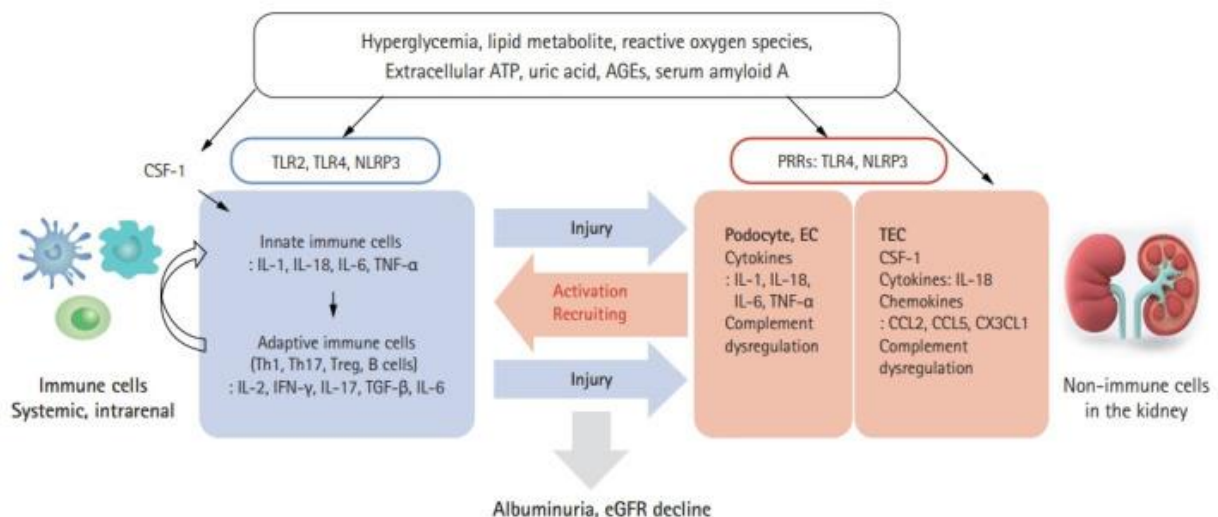 Hyperglycemia, lipid metabolite, reactive oxygen species,
Extracellular ATP, uric acid, AGEs, serum amyloid A
CSF-1
TLR2, TLR4, NLRP3
PRRs: TLR4, NLRP3
Innate immune cells
: IL-1, IL-18, IL-6, TNF-α
Adaptive immune cells
(Th1, Th17, Treg, B cells)
: IL-2, IFN-γ, IL-17, TGF-β, IL-6
Immune cells
Systemic, intrarenal
Injury
Activation
Recruiting
Injury
Podocyte, EC
Cytokines
: IL-1, IL-18,
IL-6, TNF-α
Complement
dysregulation
TEC
CSF-1
Cytokines: IL-18
Chemokines
: CCL2, CCL5, CX3CL1
Complement
dysregulation
Non-immune cells
in the kidney
Albuminuria, eGFR decline